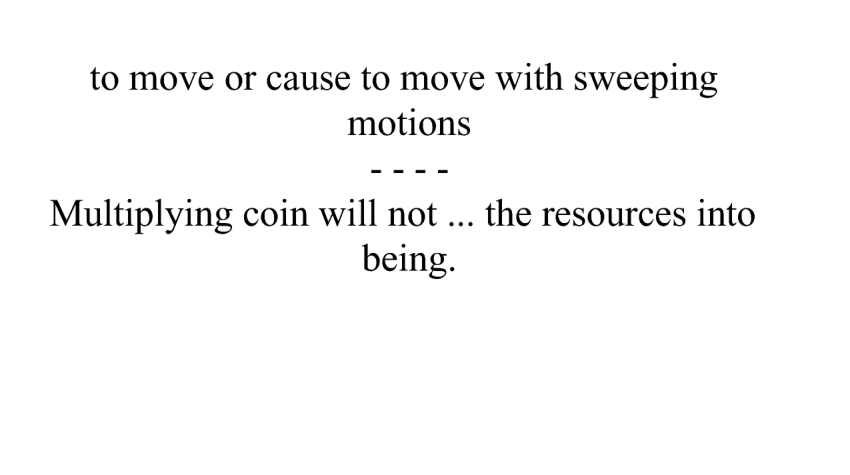 to move or cause to move with sweeping
motions
- - - -
Multiplying coin will not ... the resources into
being.